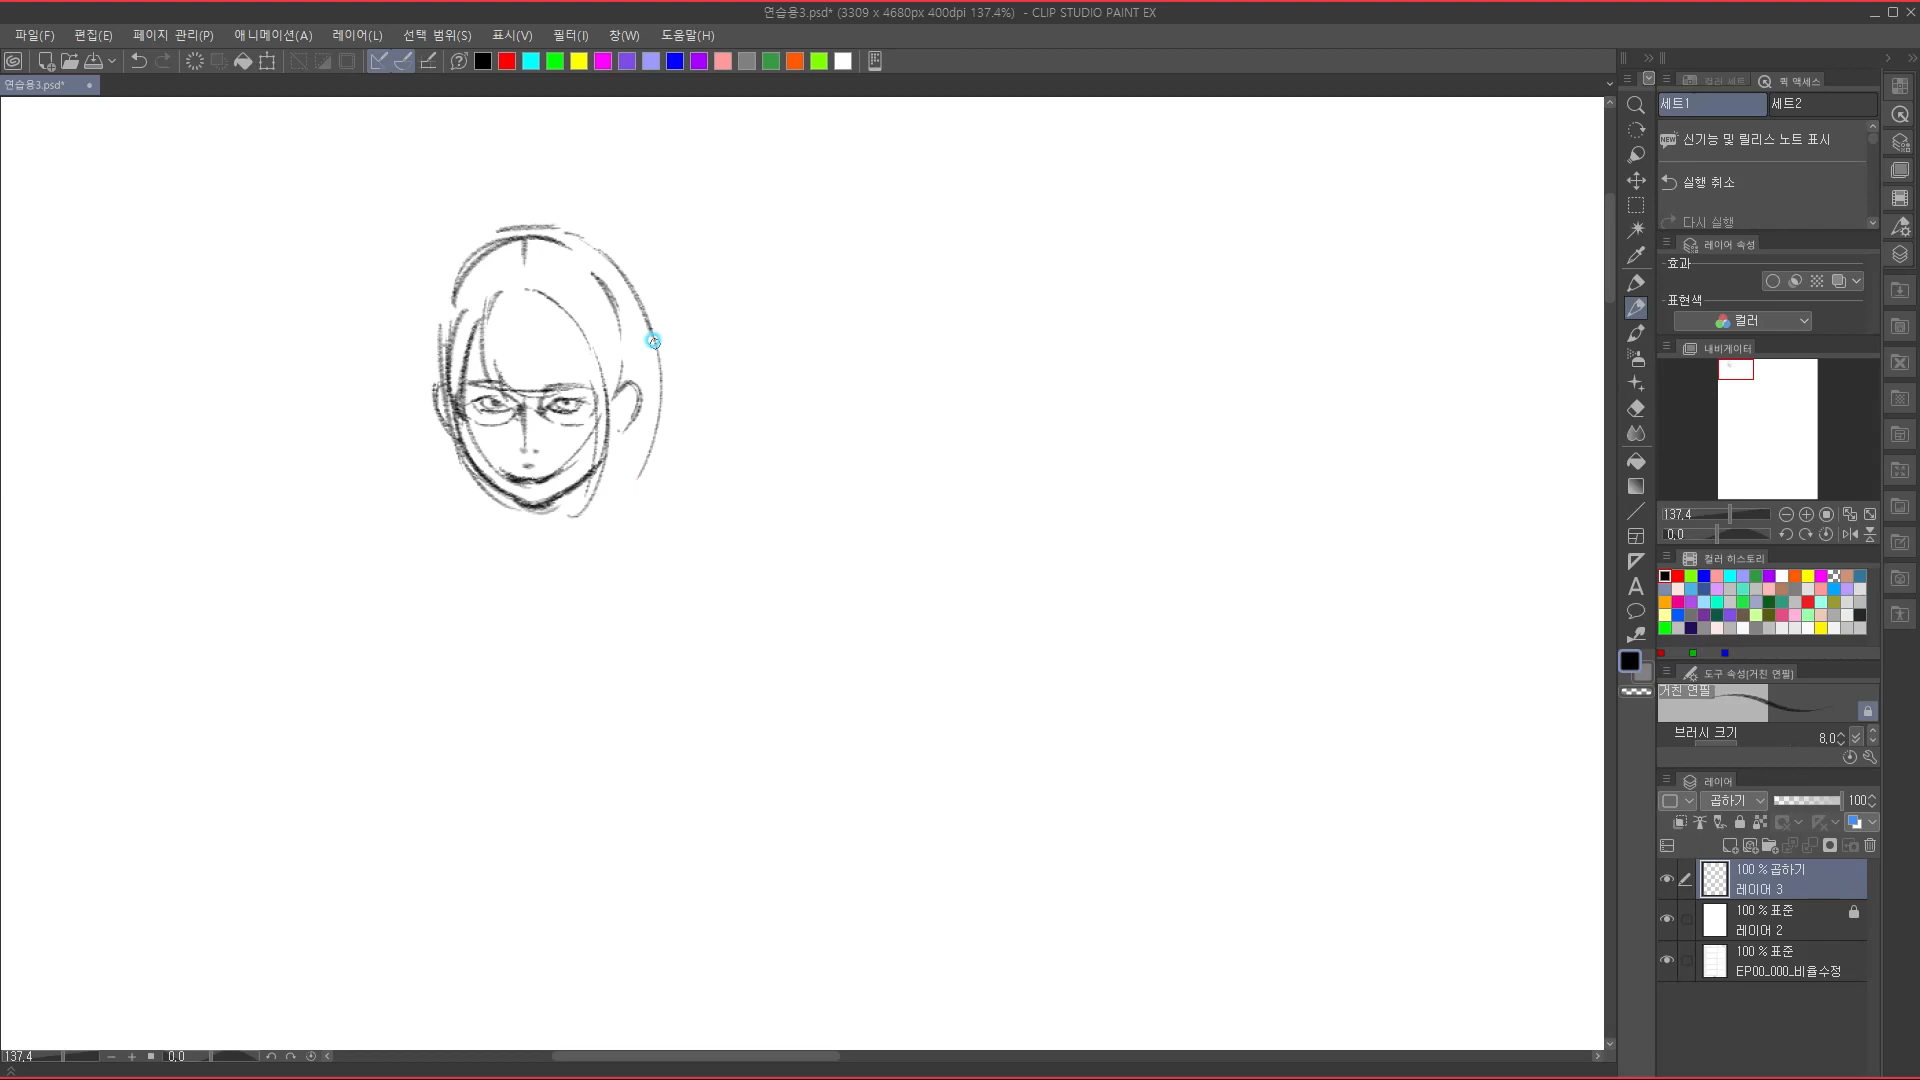 연습용3.psd* (3309 x 4680px 400dpi 137.4%) - CLIP STUDIO PAINT EX
파일(F) 편집(E) 페이지 관리(P) 애니메이션(A) 레이어(L) 선택 범위(S) 표시(V) 필터(I) 창(W) 도움말(H)
연습용3.psd*
컬러 세트 퀵 액세스
세트1 세트2
NEW 신기능 및 릴리스 노트 표시
실행 취소
다시 실행
레이어 속성
효과
표현색
컬러
내비게이터
137.4
0.0
컬러 히스토리
도구 속성[거친 연필]
거친 연필
브러시 크기 8.0
레이어
곱하기 100
100 % 곱하기
레이어 3
100 % 표준
레이어 2
100 % 표준
EP00_000_비율수정
137.4 0.0